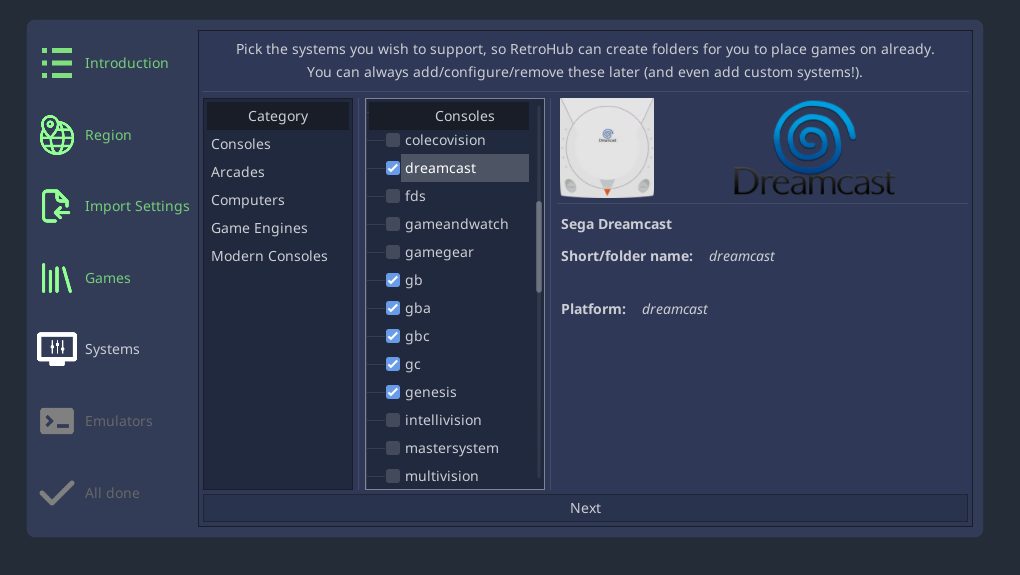 Introduction
Region
Import Settings
Games
Systems
Emulators
All done
Pick the systems you wish to support, so RetroHub can create folders for you to place games on already.
You can always add/configure/remove these later (and even add custom systems!).
Category
Consoles
Arcades
Computers
Game Engines
Modern Consoles
Consoles
colecovision
dreamcast
fds
gameandwatch
gamegear
gb
gba
gbc
gc
genesis
intellivision
mastersystem
multivision
Dreamcast
Dreamcast
Sega Dreamcast
Short/folder name: dreamcast
Platform: dreamcast
Next